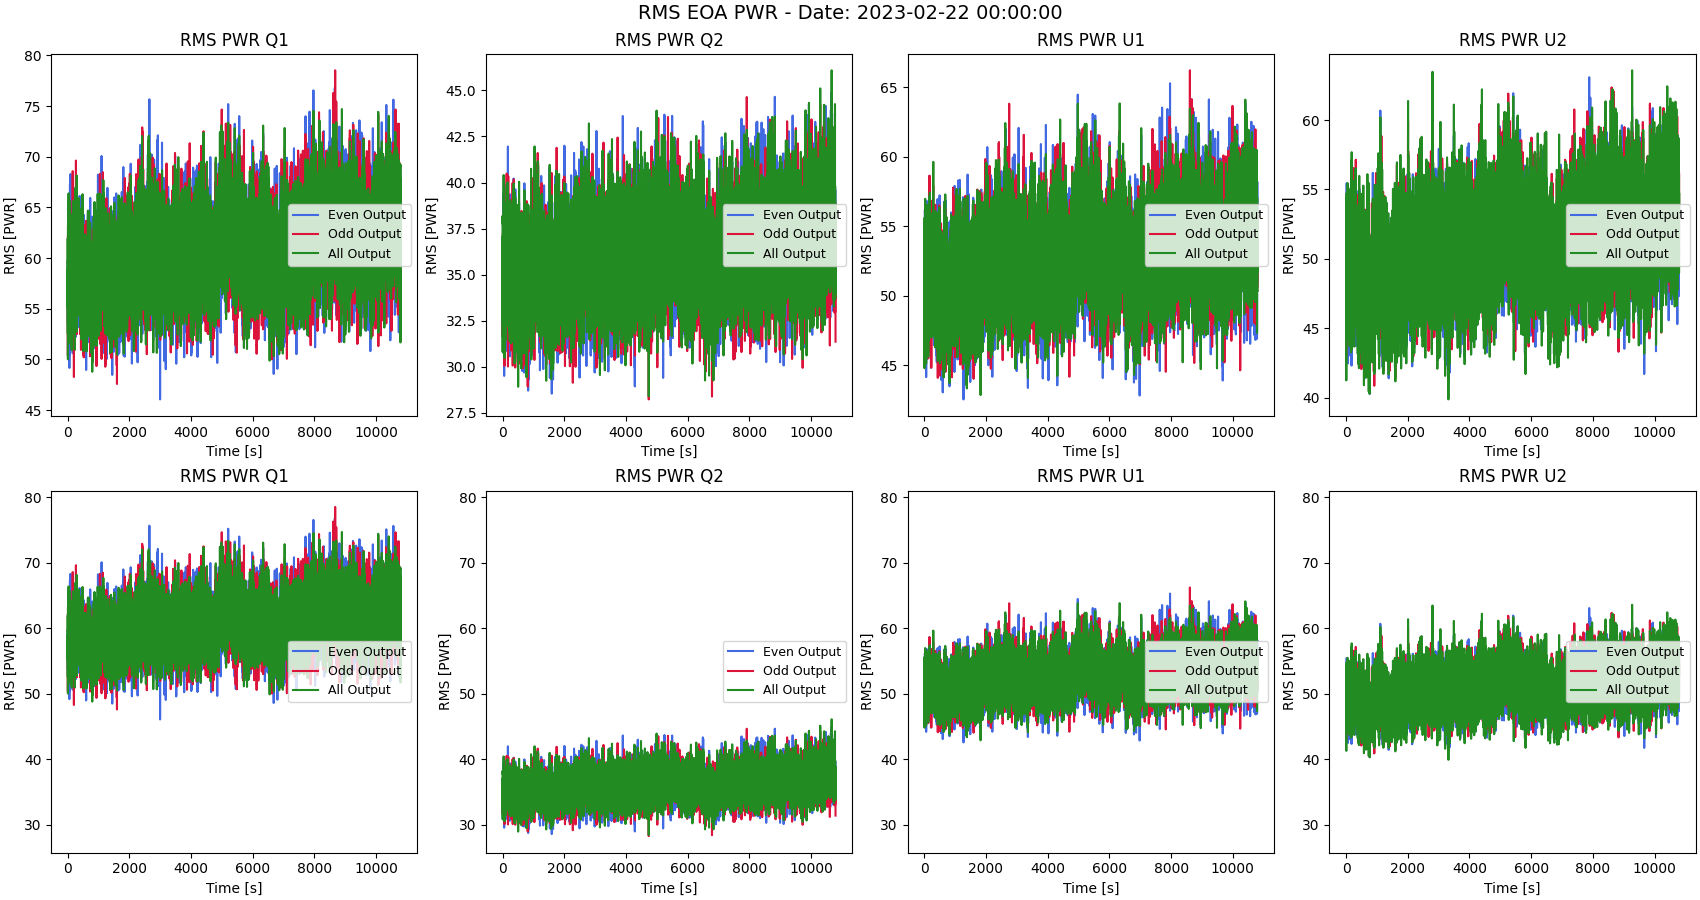 RMS EOA PWR - Date: 2023-02-22 00:00:00
RMS PWR Q1
RMS [PWR]
80
75
70
65
60
55
50
45
0 2000 4000 6000 8000 10000
Time [s]
Even Output
Odd Output
All Output
RMS PWR Q2
RMS [PWR]
45.0
42.5
40.0
37.5
35.0
32.5
30.0
27.5
0 2000 4000 6000 8000 10000
Time [s]
Even Output
Odd Output
All Output
RMS PWR U1
RMS [PWR]
65
60
55
50
45
0 2000 4000 6000 8000 10000
Time [s]
Even Output
Odd Output
All Output
RMS PWR U2
RMS [PWR]
60
55
50
45
40
0 2000 4000 6000 8000 10000
Time [s]
Even Output
Odd Output
All Output
RMS PWR Q1
RMS [PWR]
80
70
60
50
40
30
0 2000 4000 6000 8000 10000
Time [s]
Even Output
Odd Output
All Output
RMS PWR Q2
RMS [PWR]
80
70
60
50
40
30
0 2000 4000 6000 8000 10000
Time [s]
Even Output
Odd Output
All Output
RMS PWR U1
RMS [PWR]
80
70
60
50
40
30
0 2000 4000 6000 8000 10000
Time [s]
Even Output
Odd Output
All Output
RMS PWR U2
RMS [PWR]
80
70
60
50
40
30
0 2000 4000 6000 8000 10000
Time [s]
Even Output
Odd Output
All Output